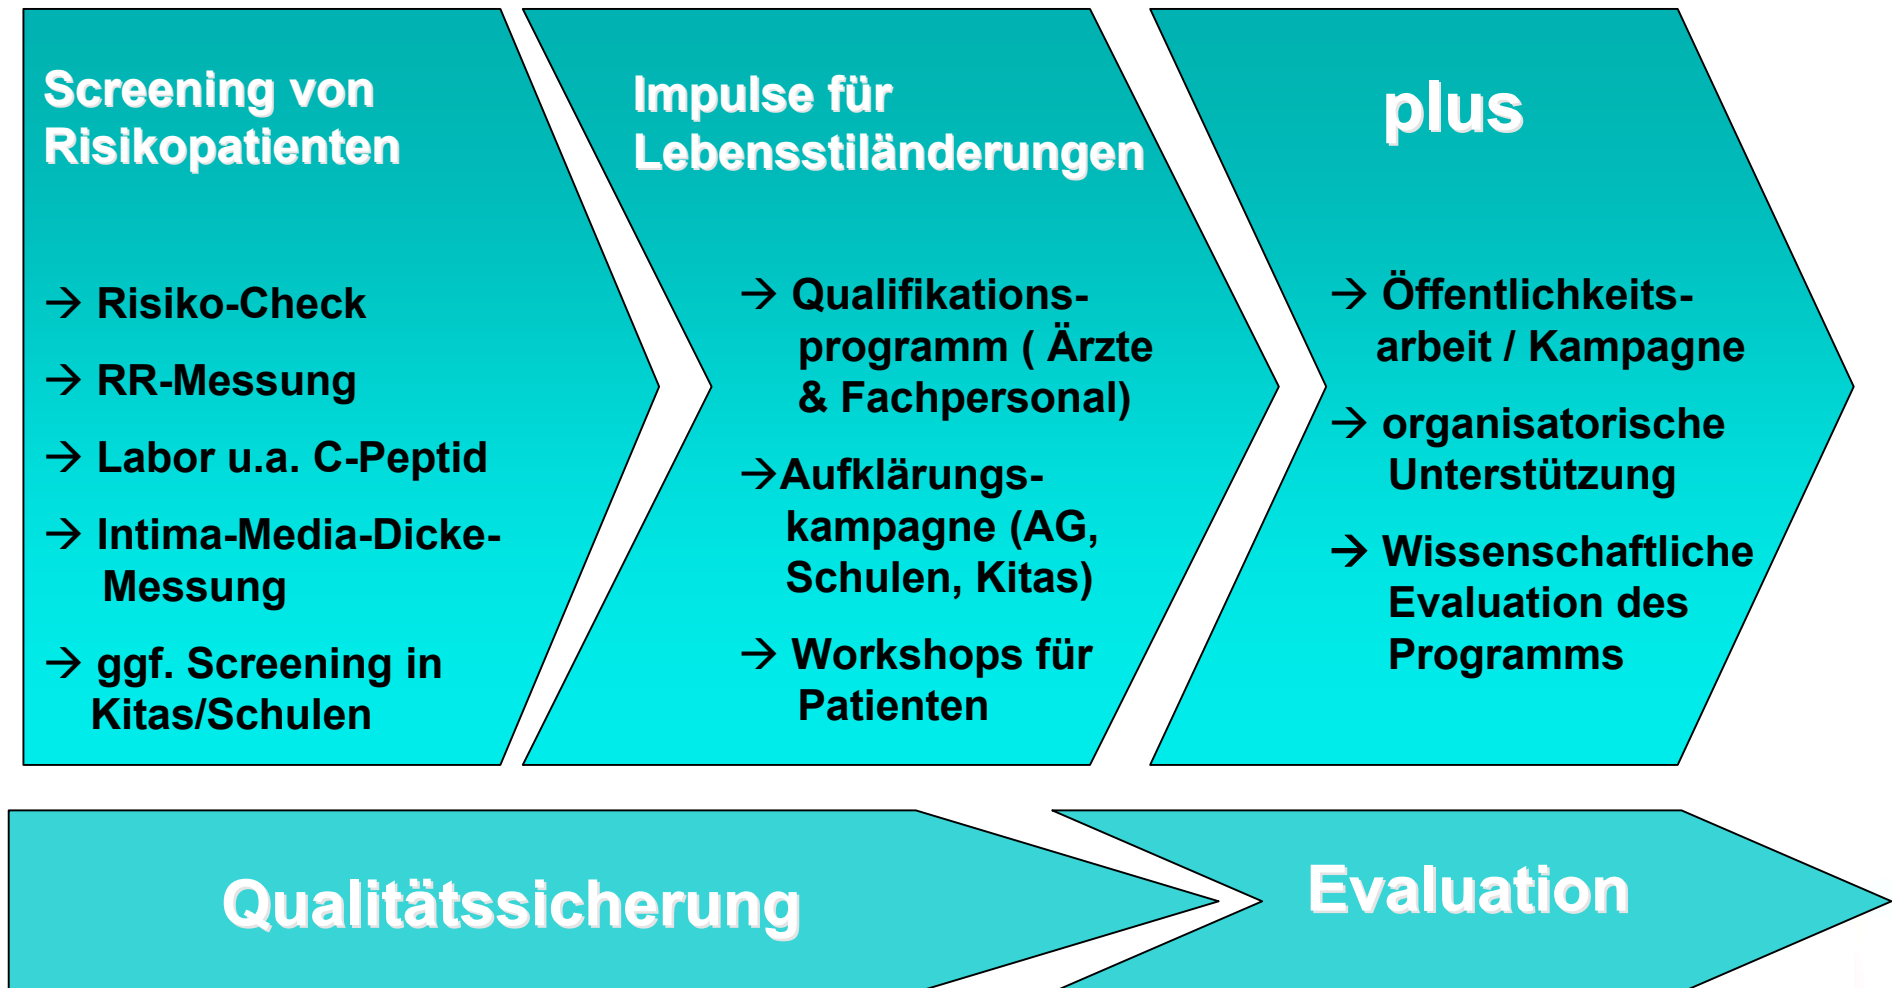 Screening von
Risikopatienten
→ Risiko-Check
→ RR-Messung
→ Labor u.a. C-Peptid
→ Intima-Media-Dicke-
Messung
→ ggf. Screening in
Kitas/Schulen
Impulse für
Lebensstiländerungen
→ Qualifikations-
programm ( Ärzte
& Fachpersonal)
→Aufklärungs-
kampagne (AG,
Schulen, Kitas)
→ Workshops für
Patienten
plus
→ Öffentlichkeits-
arbeit / Kampagne
→ organisatorische
Unterstützung
→ Wissenschaftliche
Evaluation des
Programms
Qualitätssicherung
Evaluation